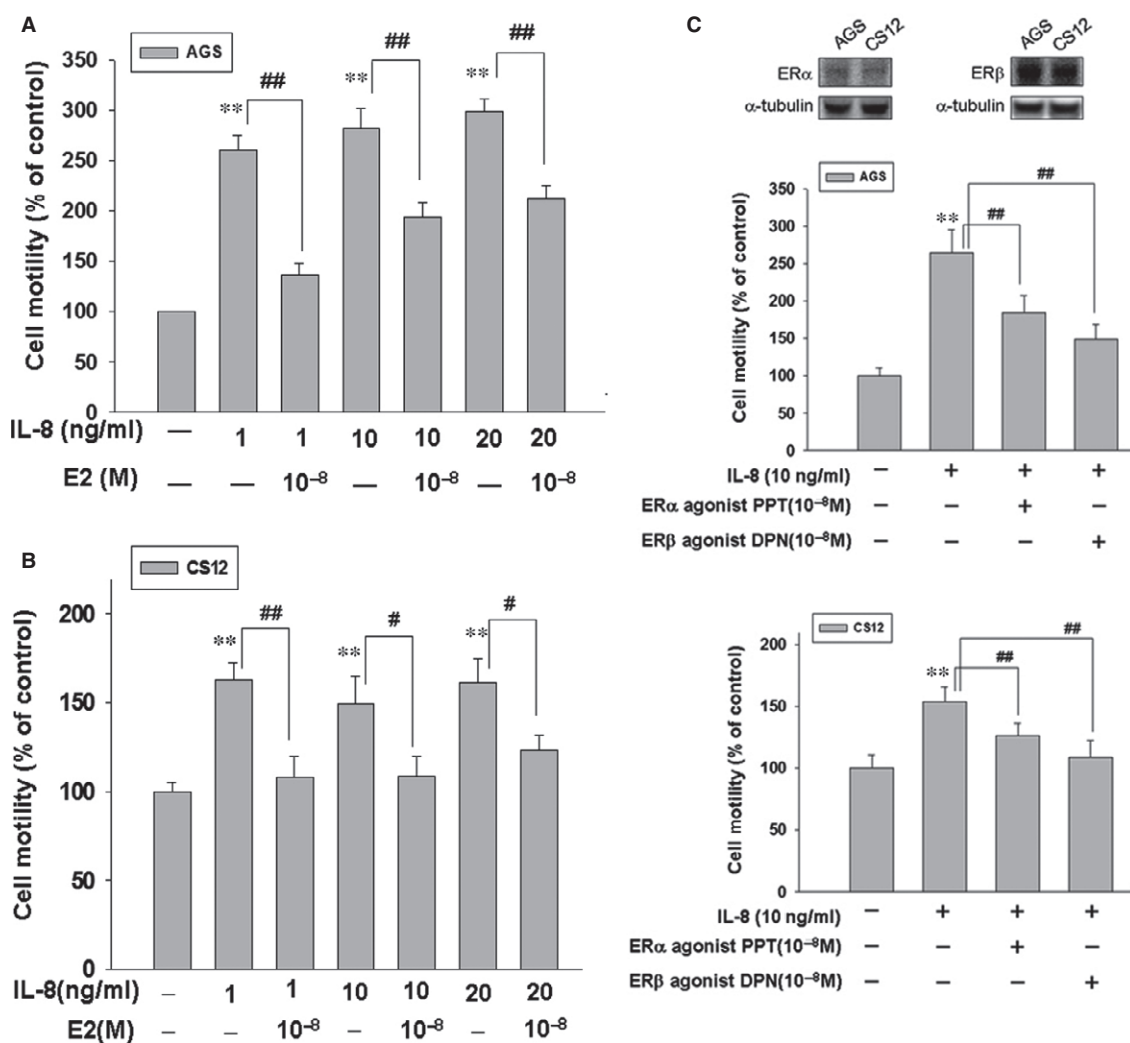 A
AGS
Cell motility (% of control)
350
300
250
200
150
100
50
0
** ## ** ## ** ##
IL-8 (ng/ml) — 1 1 10 10 20 20
E2 (M) — — 10⁻⁸ — 10⁻⁸ — 10⁻⁸
B
CS12
Cell motility (% of control)
200
150
100
50
0
** ## ** # ** #
IL-8(ng/ml) – 1 1 10 10 20 20
E2(M) – – 10⁻⁸ – 10⁻⁸ – 10⁻⁸
C
AGS CS12 AGS CS12
ERα ERβ
α-tubulin α-tubulin
AGS
Cell motility (% of control)
350
300
250
200
150
100
50
0
** ## ##
IL-8 (10 ng/ml) – + + +
ERα agonist PPT(10⁻⁸M) – – + –
ERβ agonist DPN(10⁻⁸M) – – – +
CS12
Cell motility (% of control)
200
150
100
50
0
** ## ##
IL-8 (10 ng/ml) – + + +
ERα agonist PPT(10⁻⁸M) – – + –
ERβ agonist DPN(10⁻⁸M) – – – +